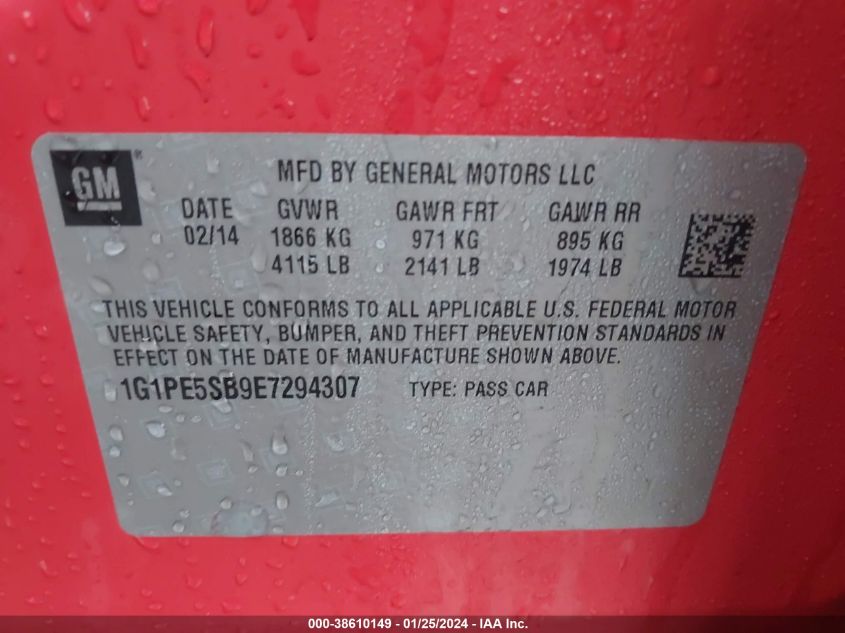 GM
MFD BY GENERAL MOTORS LLC
DATE GVWR GAWR FRT GAWR RR
02/14 1866 KG 971 KG 895 KG
4115 LB 2141 LB 1974 LB
THIS VEHICLE CONFORMS TO ALL APPLICABLE U.S. FEDERAL MOTOR
VEHICLE SAFETY, BUMPER, AND THEFT PREVENTION STANDARDS IN
EFFECT ON THE DATE OF MANUFACTURE SHOWN ABOVE.
1G1PE5SB9E7294307 TYPE: PASS CAR
000-38610149 - 01/25/2024 - IAA Inc.